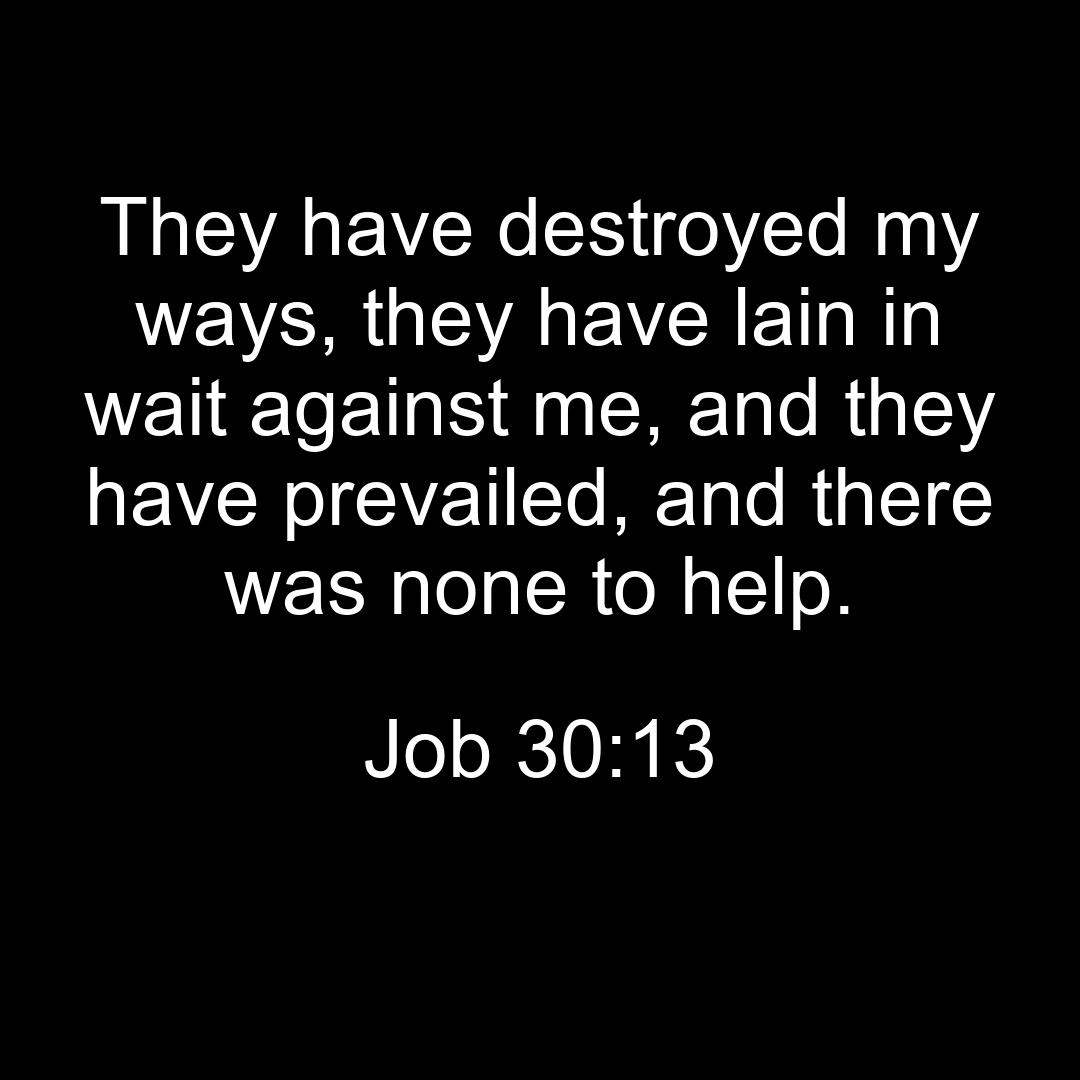 They have destroyed my
ways, they have lain in
wait against me, and they
have prevailed, and there
was none to help.
Job 30:13